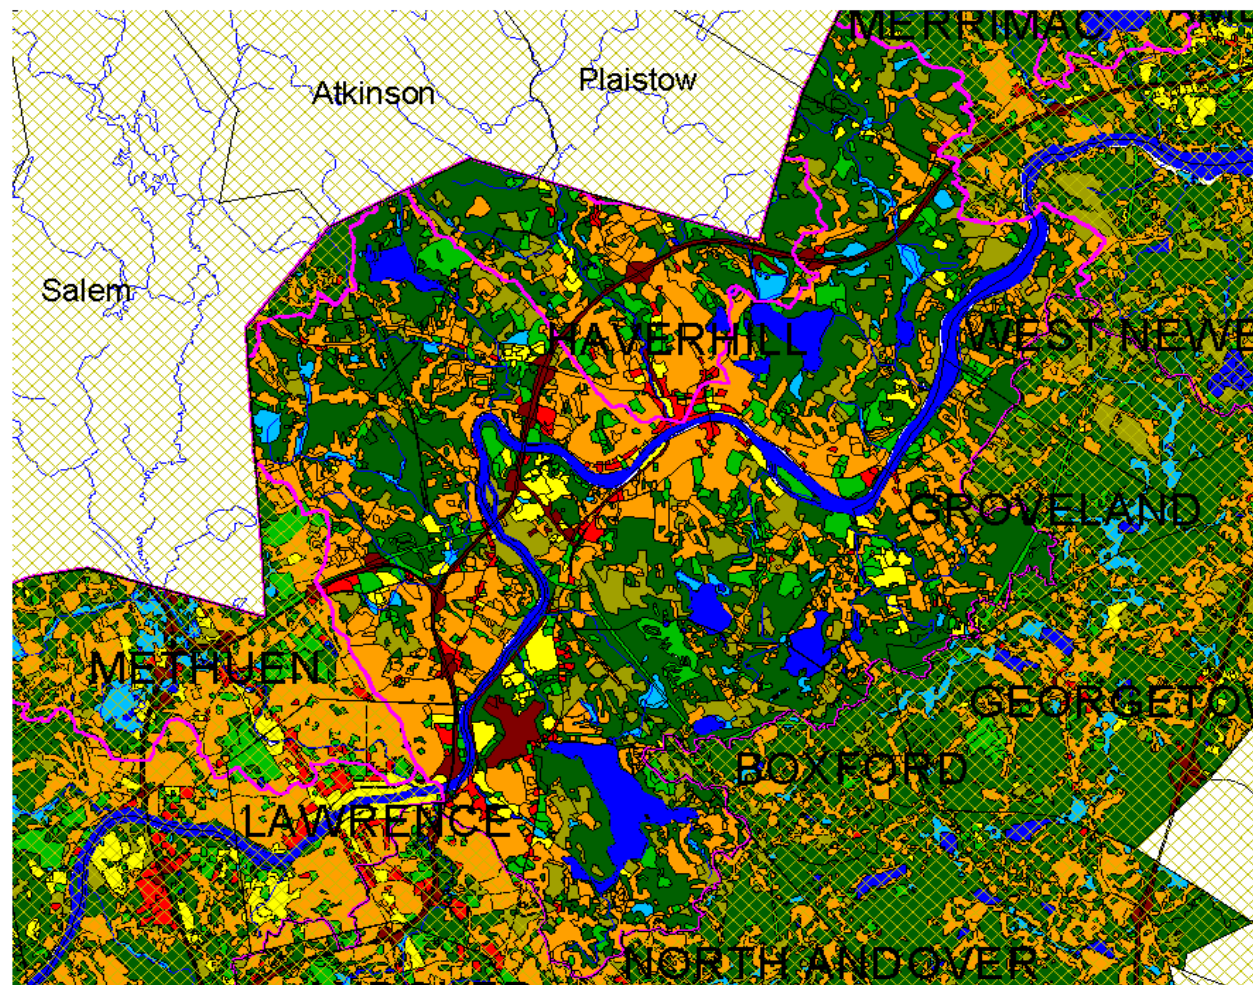 MERRIMAC
Plaistow
Atkinson
Salem
HAVERHILL
WEST NEWB
GROVELAND
METHUEN
GEORGETO
BOXFORD
LAWRENCE
NORTH ANDOVER